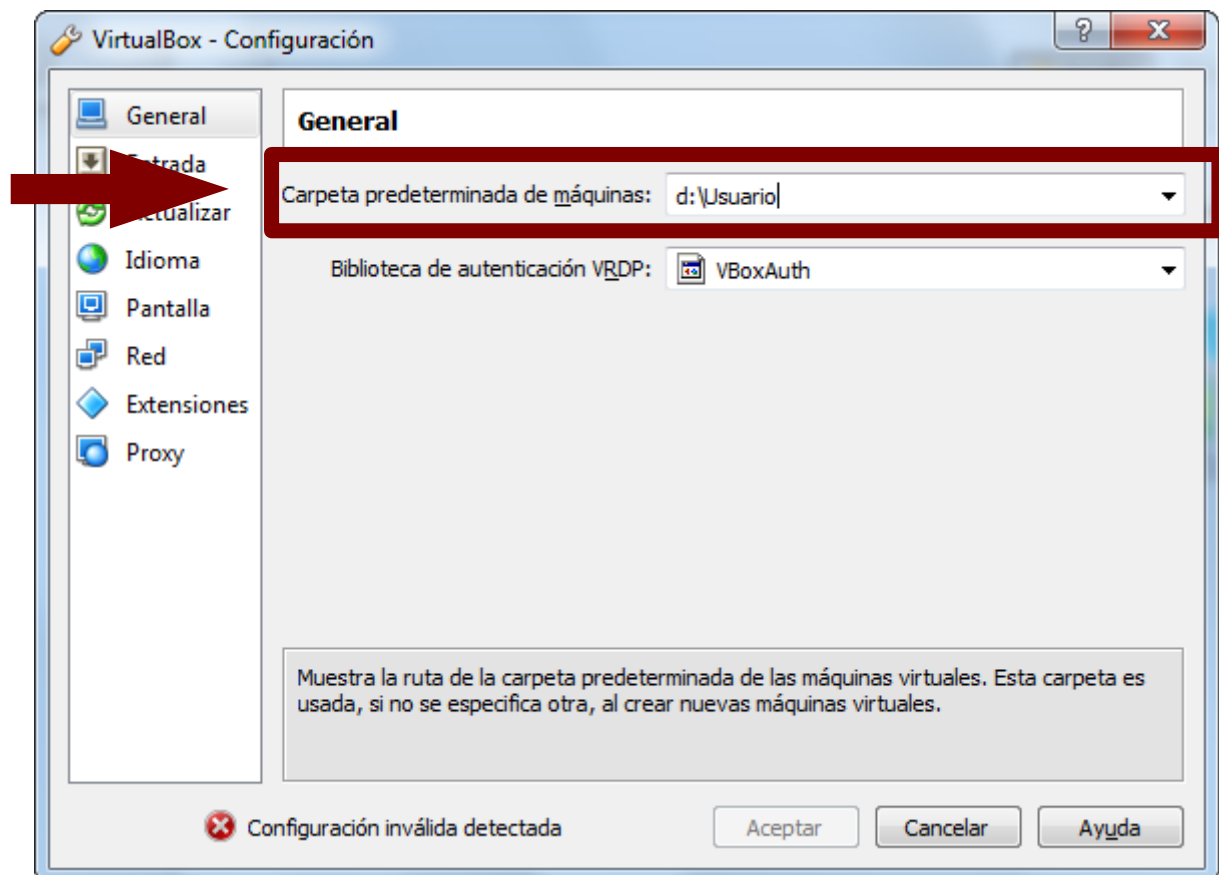 VirtualBox - Configuración
General
Entrada
Actualizar
Idioma
Pantalla
Red
Extensiones
Proxy
General
Carpeta predeterminada de máquinas: d:\Usuario
Biblioteca de autenticación VRDP: VBoxAuth
Muestra la ruta de la carpeta predeterminada de las máquinas virtuales. Esta carpeta es
usada, si no se especifica otra, al crear nuevas máquinas virtuales.
Configuración inválida detectada
Aceptar Cancelar Ayuda